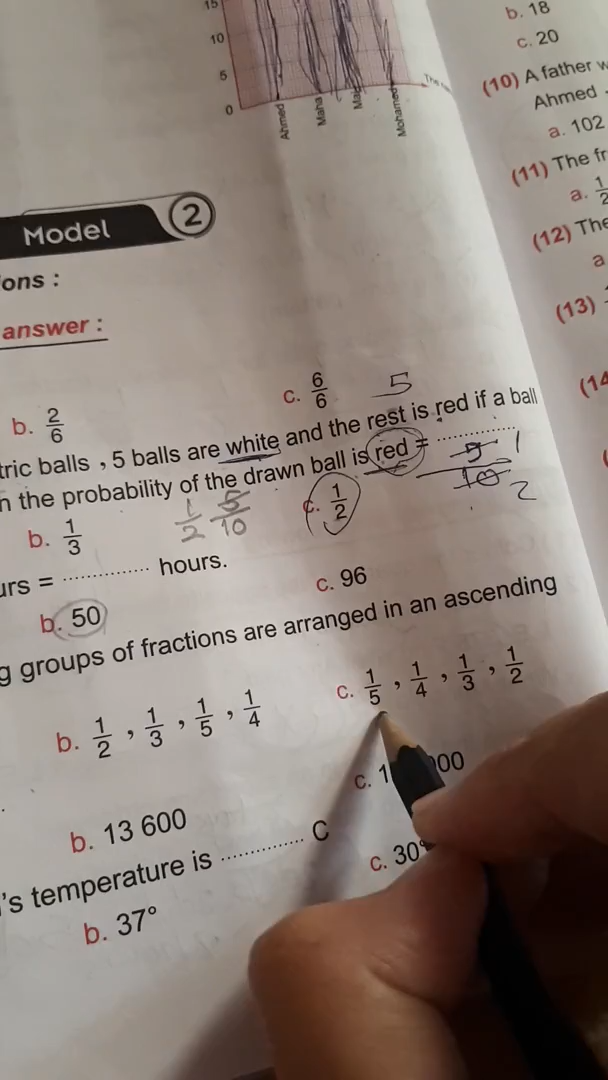 15
10
5
0
Ahmed
Maha
Mohamed
b. 18
c. 20
(10) A father
Ahmed
a. 102
(11) The
a. 1/2
(12) The
a
(13)
Model 2
ons :
answer :
b. 2/6
c. 6/6
5
tric balls , 5 balls are white and the rest is red if a ball
n the probability of the drawn ball is red = ...............
5/10 1/2
b. 1/3
1/2 5/10
c. 1/2
urs = ............... hours.
b. 50
c. 96
g groups of fractions are arranged in an ascending
b. 1/2 , 1/3 , 1/5 , 1/4
c. 1/5 , 1/4 , 1/3 , 1/2
b. 13 600
c. 1 000
's temperature is ............... C
b. 37°
c. 30°